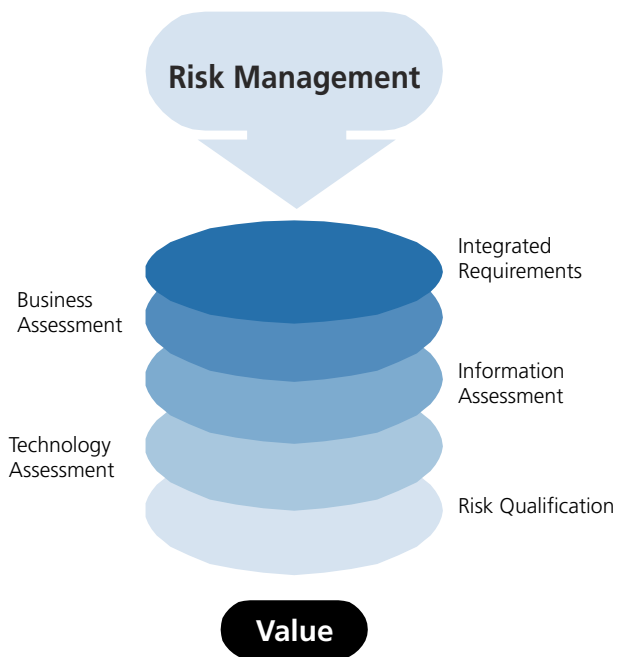 Risk Management
Integrated
Requirements
Business
Assessment
Information
Assessment
Technology
Assessment
Risk Qualification
Value